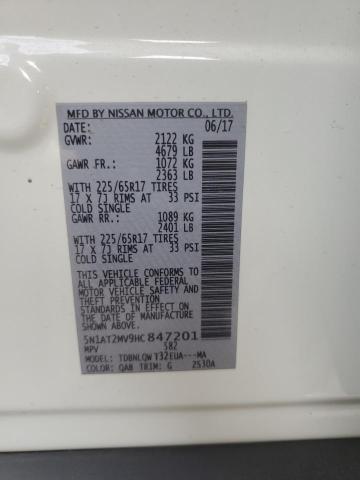 MFD BY NISSAN MOTOR CO., LTD.
DATE: 06/17
GVWR: 2122 KG
4679 LB
GAWR FR.: 1072 KG
2363 LB
WITH 225/65R17 TIRES
17 X 7J RIMS AT 33 PSI
COLD SINGLE
GAWR RR.: 1089 KG
2401 LB
WITH 225/65R17 TIRES
17 X 7J RIMS AT 33 PSI
COLD SINGLE
THIS VEHICLE CONFORMS TO
ALL APPLICABLE FEDERAL
MOTOR VEHICLE SAFETY, BUMPER
AND THEFT PREVENTION
STANDARDS IN EFFECT ON
THE DATE OF MANUFACTURE
SHOWN ABOVE.
5N1AT2MV9HC847201
MPV 582
MODEL: TDBNLQWT32EUA---MA
COLOR: QAB TRIM: G 2530A